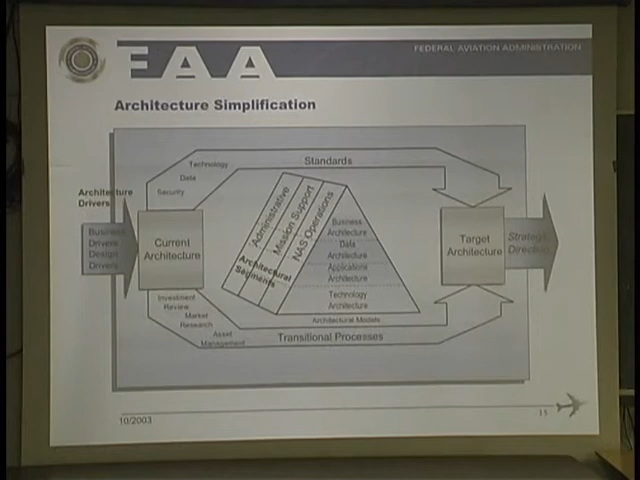 FAA
FEDERAL AVIATION ADMINISTRATION
Architecture Simplification
Technology
Data
Security
Standards
Architecture
Drivers
Business
Drivers
Design
Drivers
Current
Architecture
Administrative
Mission Support
NAS Operations
Architectural
Segments
Business
Architecture
Data
Architecture
Applications
Architecture
Technology
Architecture
Architectural Models
Target
Architecture
Strategic
Direction
Investment
Review
Market
Research
Asset
Management
Transitional Processes
10/2003
15